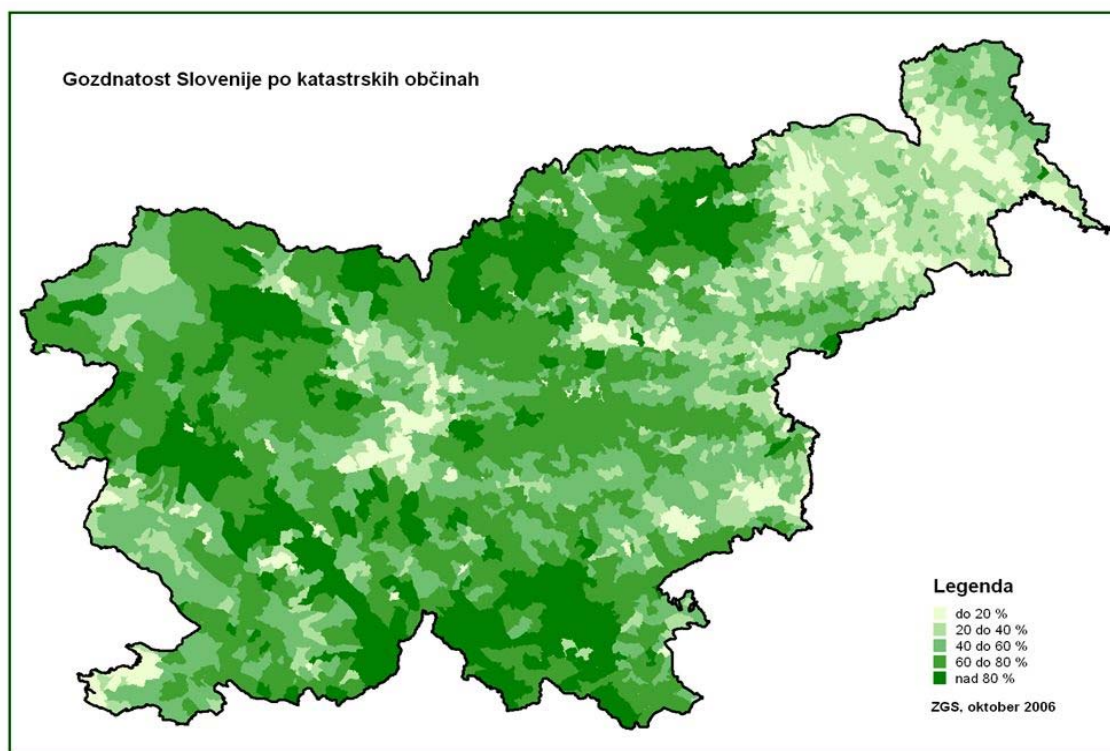 Gozdnatost Slovenije po katastrskih občinah
Legenda
do 20 %
20 do 40 %
40 do 60 %
60 do 80 %
nad 80 %
ZGS, oktober 2006